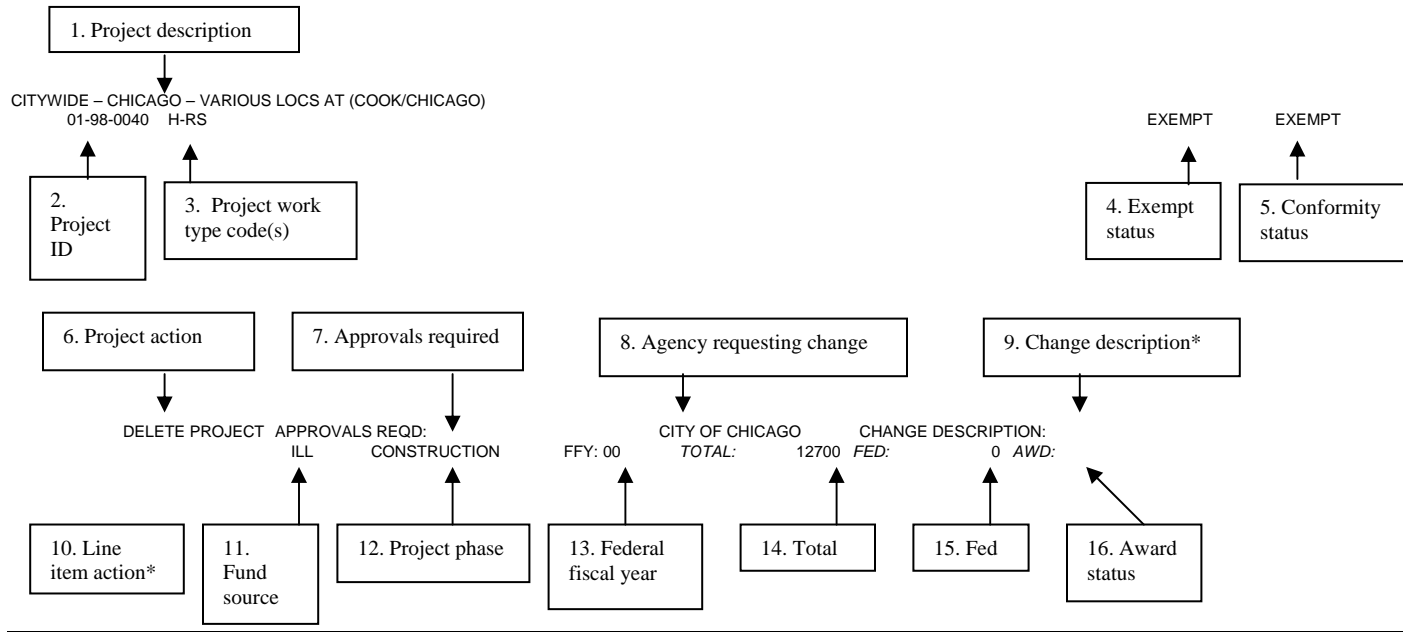 1. Project description
CITYWIDE – CHICAGO – VARIOUS LOCS AT (COOK/CHICAGO)
01-98-0040 H-RS EXEMPT EXEMPT
2.
Project
ID
3. Project work
type code(s)
4. Exempt
status
5. Conformity
status
6. Project action
7. Approvals required
8. Agency requesting change
9. Change description*
DELETE PROJECT APPROVALS REQD: CITY OF CHICAGO CHANGE DESCRIPTION:
ILL CONSTRUCTION FFY: 00 TOTAL: 12700 FED: 0 AWD:
10. Line
item action*
11.
Fund
source
12. Project phase
13. Federal
fiscal year
14. Total
15. Fed
16. Award
status